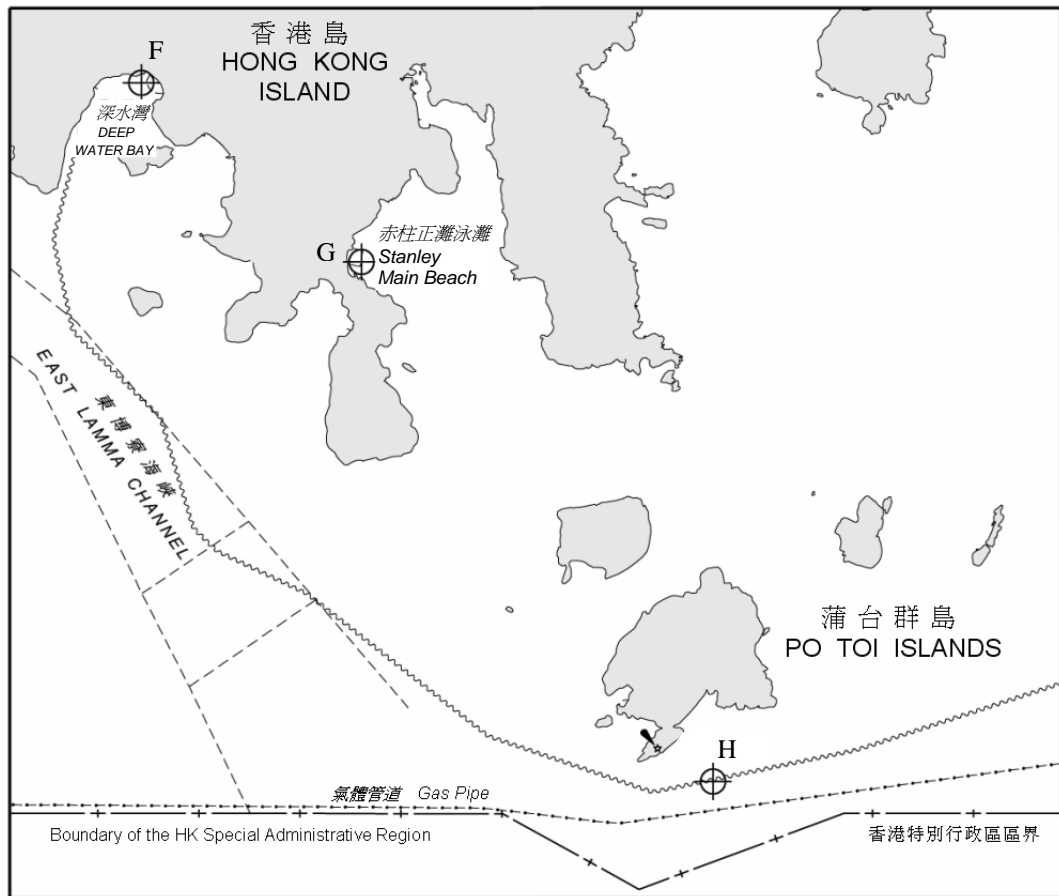 F
香港島
HONG KONG
ISLAND
深水灣
DEEP
WATER BAY
G
赤柱正灘泳灘
Stanley
Main Beach
東博寮海峽
EAST LAMMA CHANNEL
蒲台群島
PO TOI ISLANDS
H
氣體管道 Gas Pipe
Boundary of the HK Special Administrative Region
香港特別行政區區界